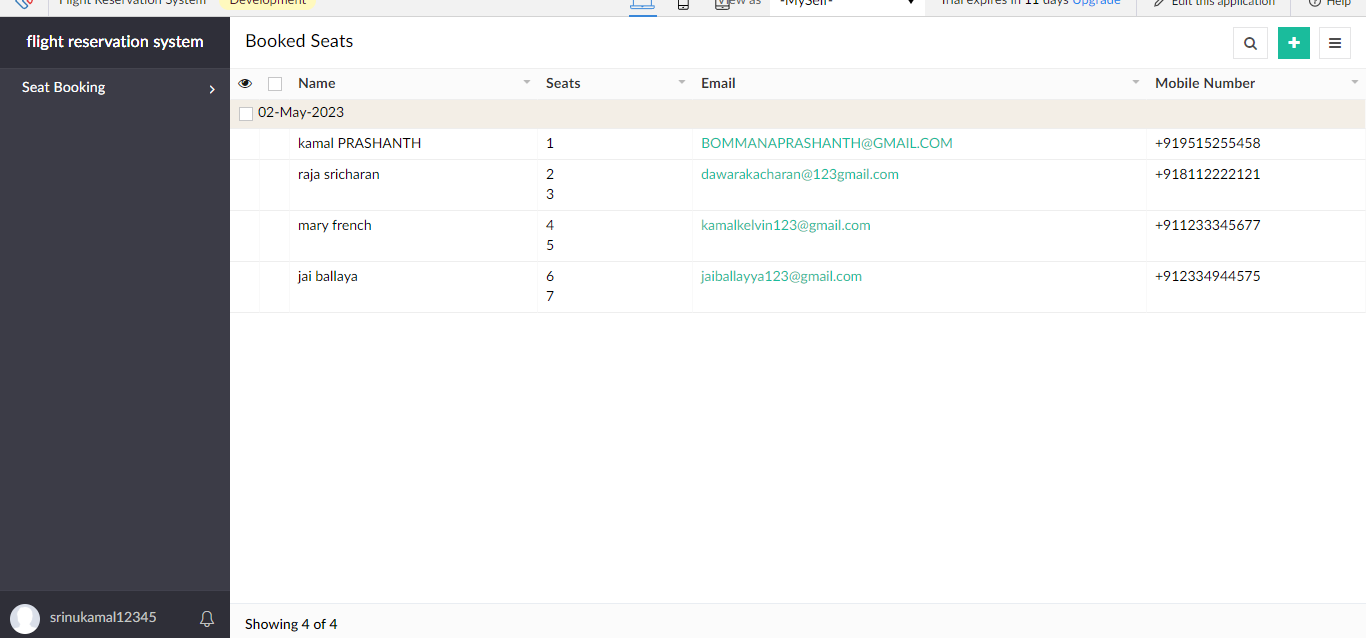 Flight Reservation System Development View as -MySelf- Trial expires in 11 days Upgrade Edit this application Help
flight reservation system
Booked Seats
Seat Booking
Name Seats Email Mobile Number
02-May-2023
kamal PRASHANTH 1 BOMMANAPRASHANTH@GMAIL.COM +919515255458
raja sricharan 2 dawarakacharan@123gmail.com +918112222121
3
mary french 4 kamalkelvin123@gmail.com +911233345677
5
jai ballaya 6 jaiballayya123@gmail.com +912334944575
7
srinukamal12345
Showing 4 of 4